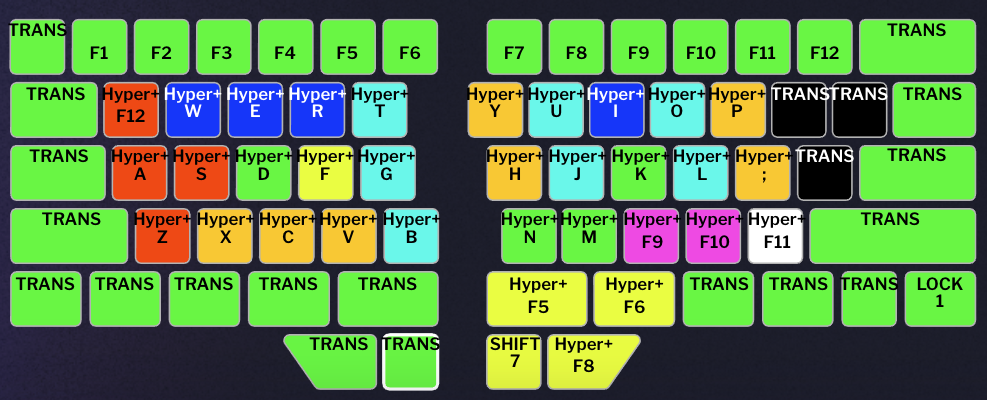 TRANS F1 F2 F3 F4 F5 F6 F7 F8 F9 F10 F11 F12 TRANS
TRANS Hyper+ F12 Hyper+ W Hyper+ E Hyper+ R Hyper+ T Hyper+ Y Hyper+ U Hyper+ I Hyper+ O Hyper+ P TRANS TRANS TRANS
TRANS Hyper+ A Hyper+ S Hyper+ D Hyper+ F Hyper+ G Hyper+ H Hyper+ J Hyper+ K Hyper+ L Hyper+ ; TRANS TRANS
TRANS Hyper+ Z Hyper+ X Hyper+ C Hyper+ V Hyper+ B Hyper+ N Hyper+ M Hyper+ F9 Hyper+ F10 Hyper+ F11 TRANS
TRANS TRANS TRANS TRANS TRANS Hyper+ F5 Hyper+ F6 TRANS TRANS TRANS LOCK 1
TRANS TRANS SHIFT 7 Hyper+ F8